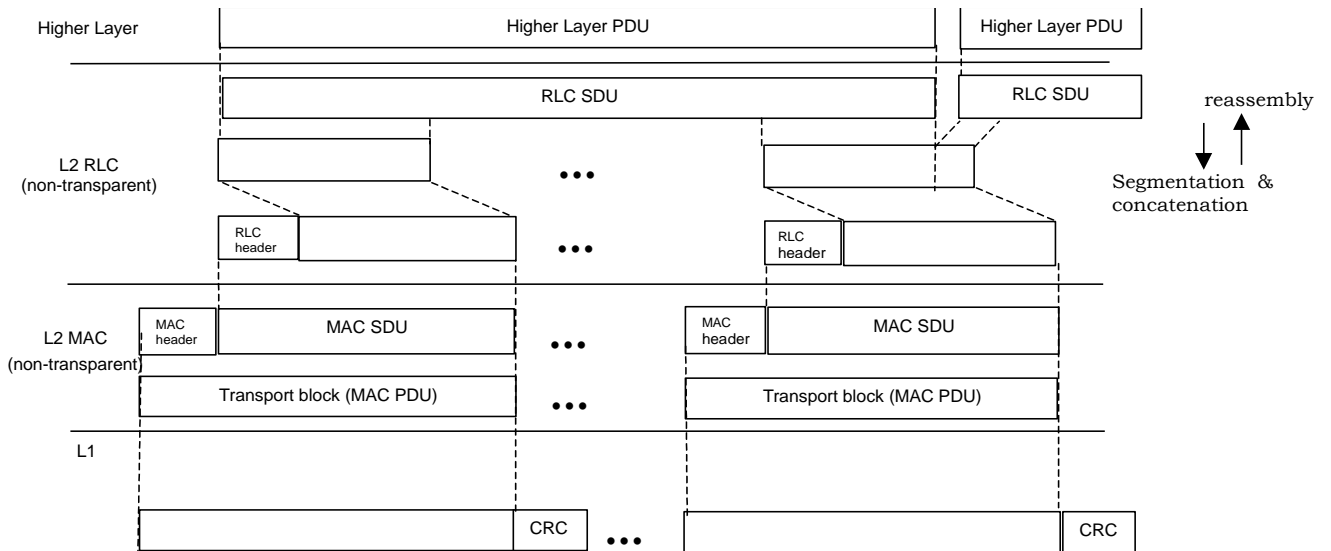 Higher Layer
Higher Layer PDU
Higher Layer PDU
RLC SDU
RLC SDU
reassembly
L2 RLC
(non-transparent)
•••
•••
Segmentation &
concatenation
RLC
header
•••
RLC
header
L2 MAC
(non-transparent)
MAC
header
MAC SDU
•••
MAC
header
MAC SDU
Transport block (MAC PDU)
•••
Transport block (MAC PDU)
L1
CRC
•••
CRC